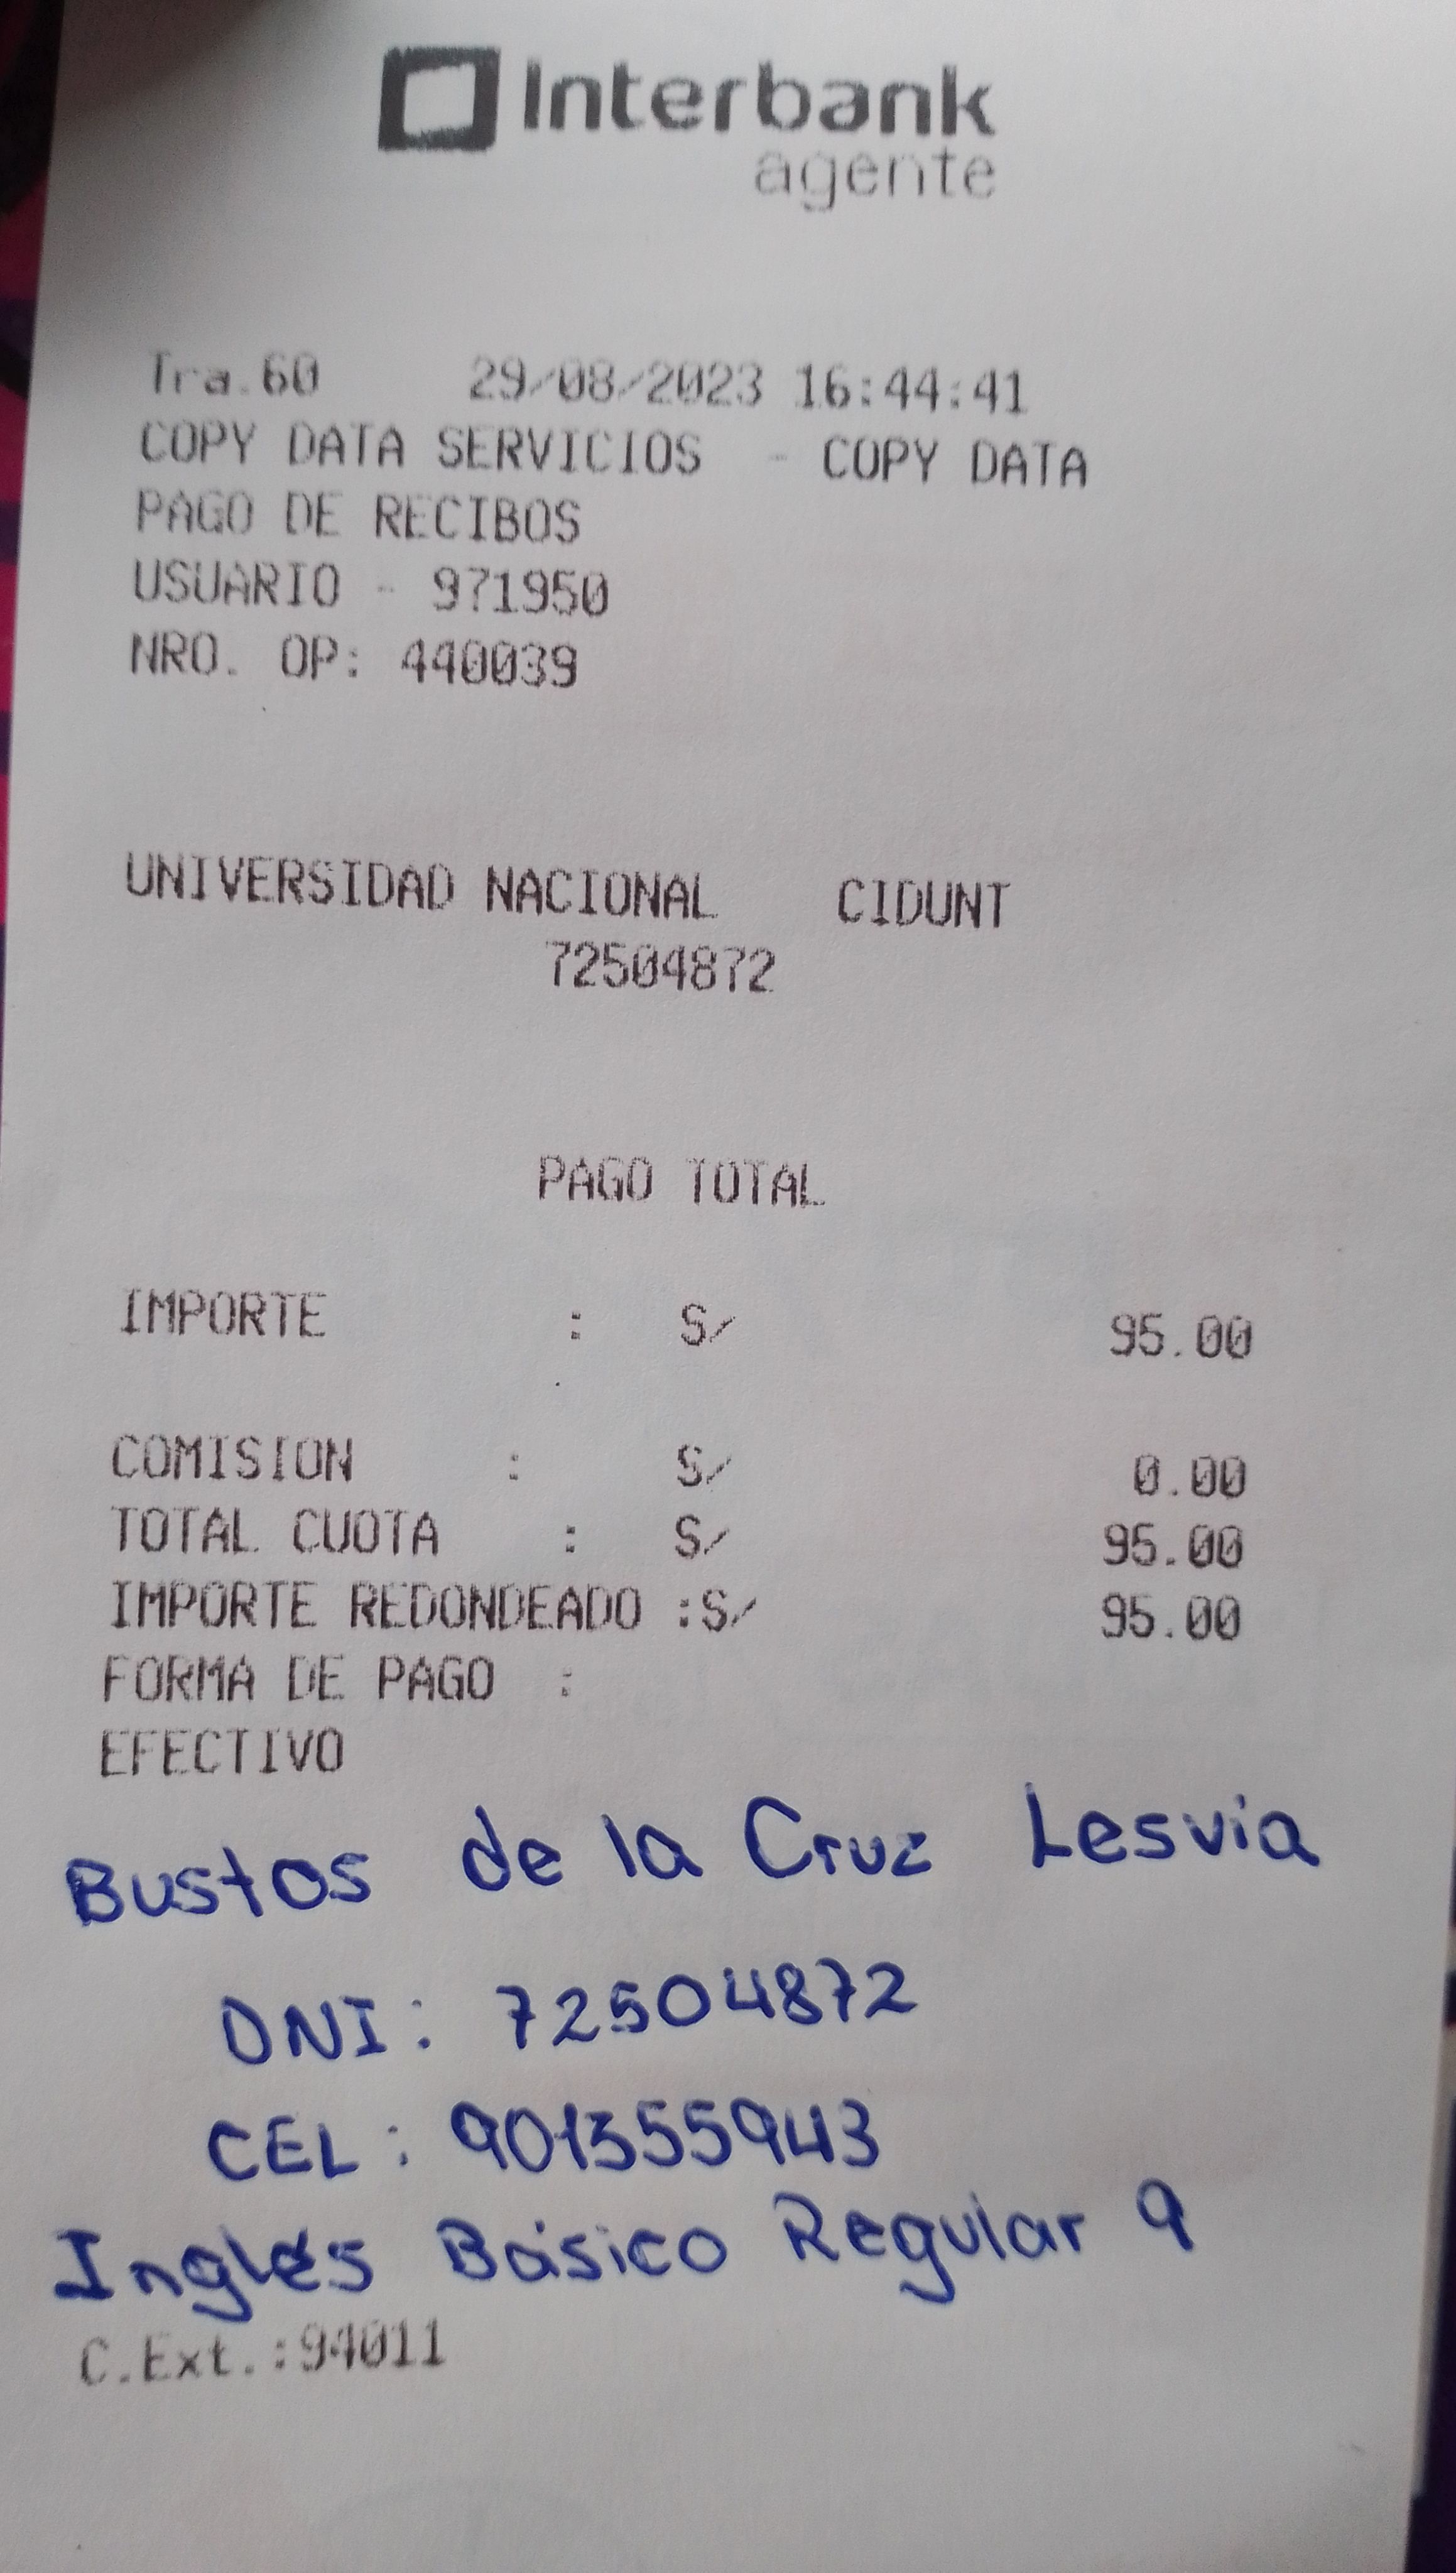 Interbank
agente
Tra.60 29/08/2023 16:44:41
COPY DATA SERVICIOS - COPY DATA
PAGO DE RECIBOS
USUARIO - 971950
NRO. OP: 440039
UNIVERSIDAD NACIONAL CIDUNT
72504872
PAGO TOTAL
IMPORTE : S/ 95.00
COMISION : S/ 0.00
TOTAL CUOTA : S/ 95.00
IMPORTE REDONDEADO :S/ 95.00
FORMA DE PAGO :
EFECTIVO
Bustos de la Cruz Lesvia
DNI: 72504872
CEL: 901355943
Inglés Básico Regular 9
C.Ext.:94011